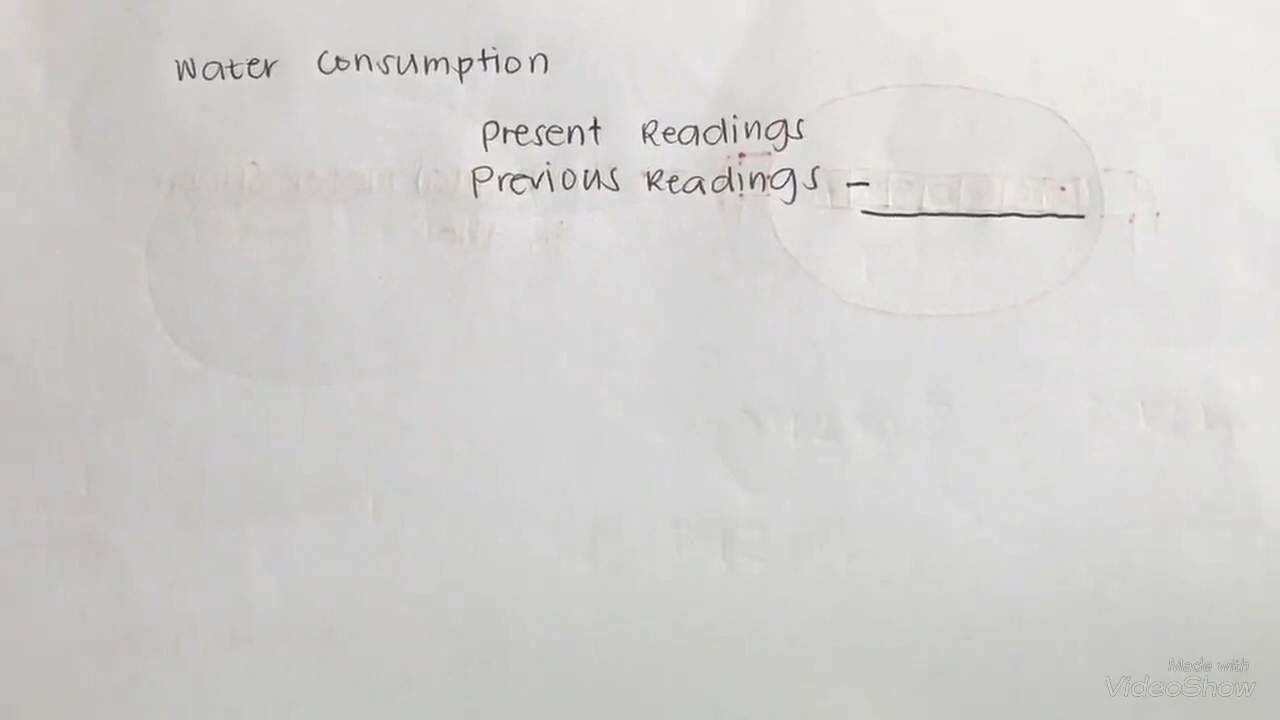 Water Consumption
Present Readings
Previous Readings -
Made with
VideoShow